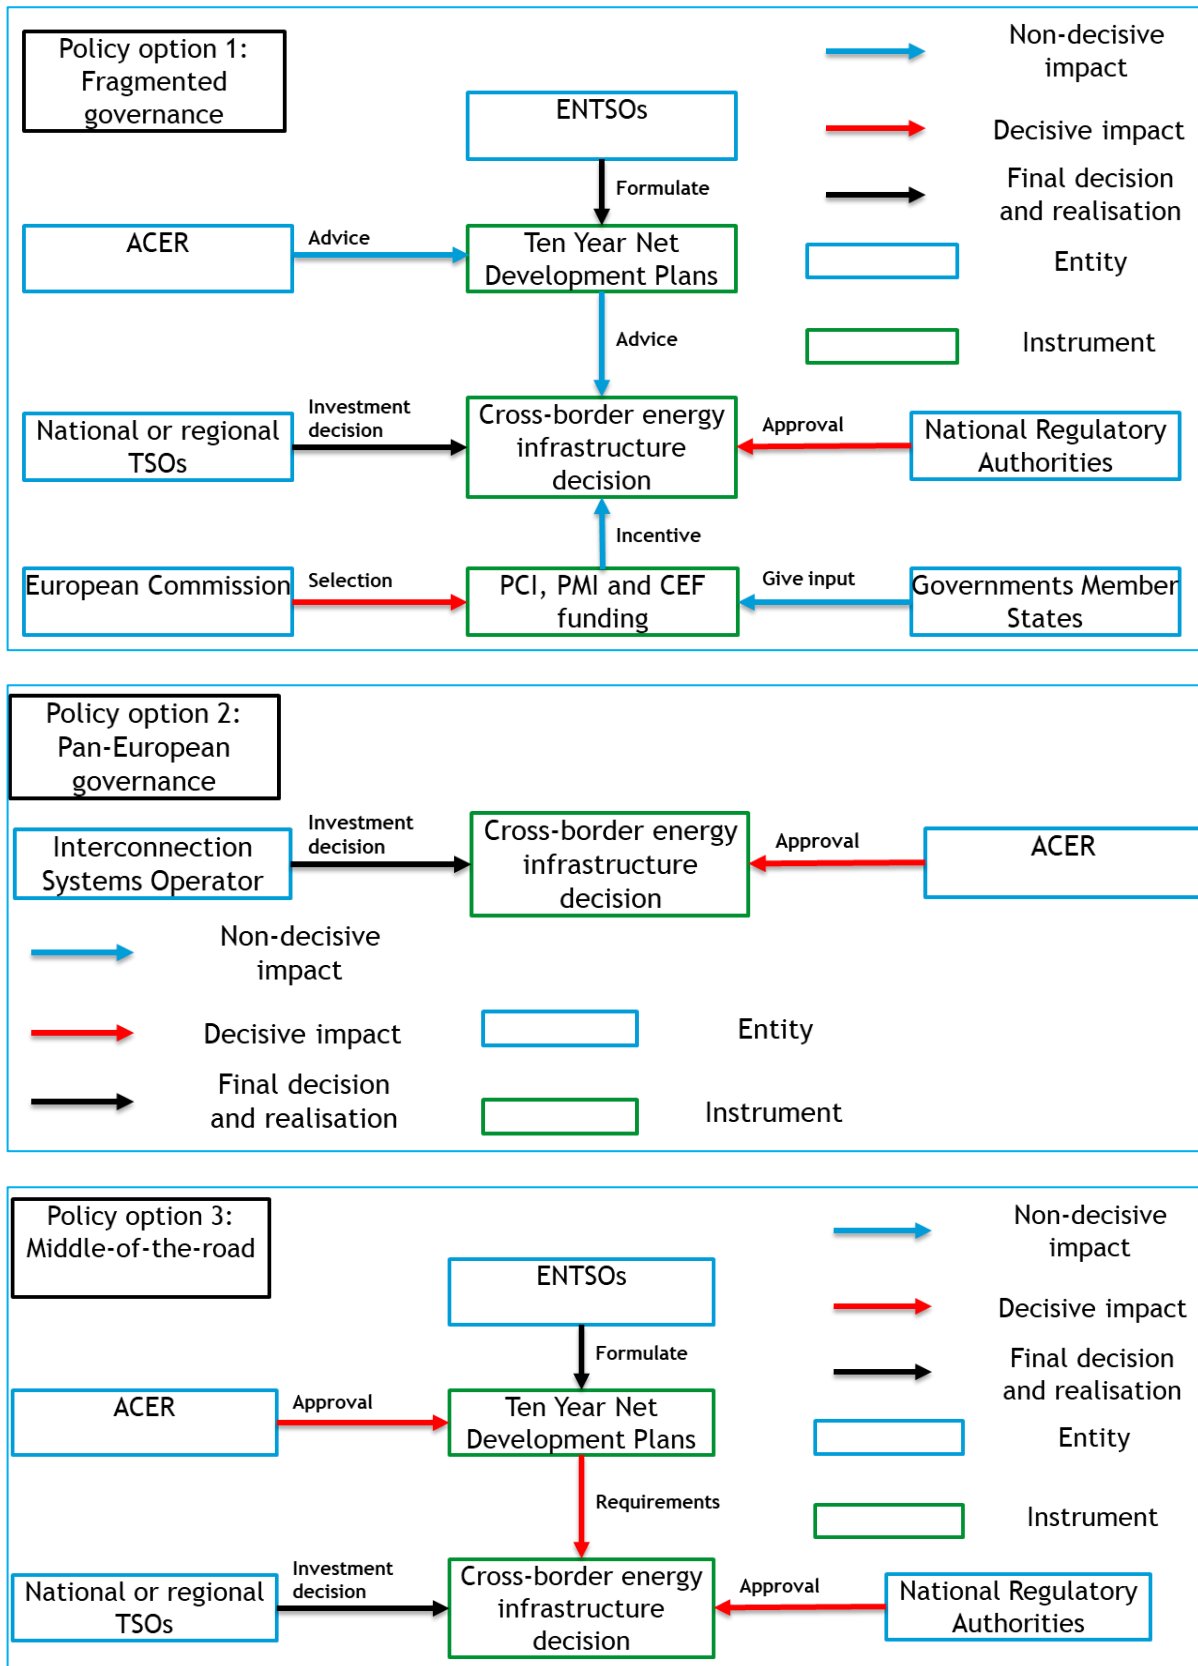 Policy option 1:
Fragmented
governance
Non-decisive
impact
ENTSOs
Decisive impact
Formulate
Final decision
and realisation
ACER
Advice
Ten Year Net
Development Plans
Entity
Advice
Instrument
National or regional
TSOs
Investment
decision
Cross-border energy
infrastructure
decision
Approval
National Regulatory
Authorities
Incentive
European Commission
Selection
PCI, PMI and CEF
funding
Give input
Governments Member
States
Policy option 2:
Pan-European
governance
Interconnection
Systems Operator
Investment
decision
Cross-border energy
infrastructure
decision
Approval
ACER
Non-decisive
impact
Decisive impact
Entity
Final decision
and realisation
Instrument
Policy option 3:
Middle-of-the-road
Non-decisive
impact
ENTSOs
Decisive impact
Formulate
Final decision
and realisation
ACER
Approval
Ten Year Net
Development Plans
Entity
Requirements
Instrument
National or regional
TSOs
Investment
decision
Cross-border energy
infrastructure
decision
Approval
National Regulatory
Authorities